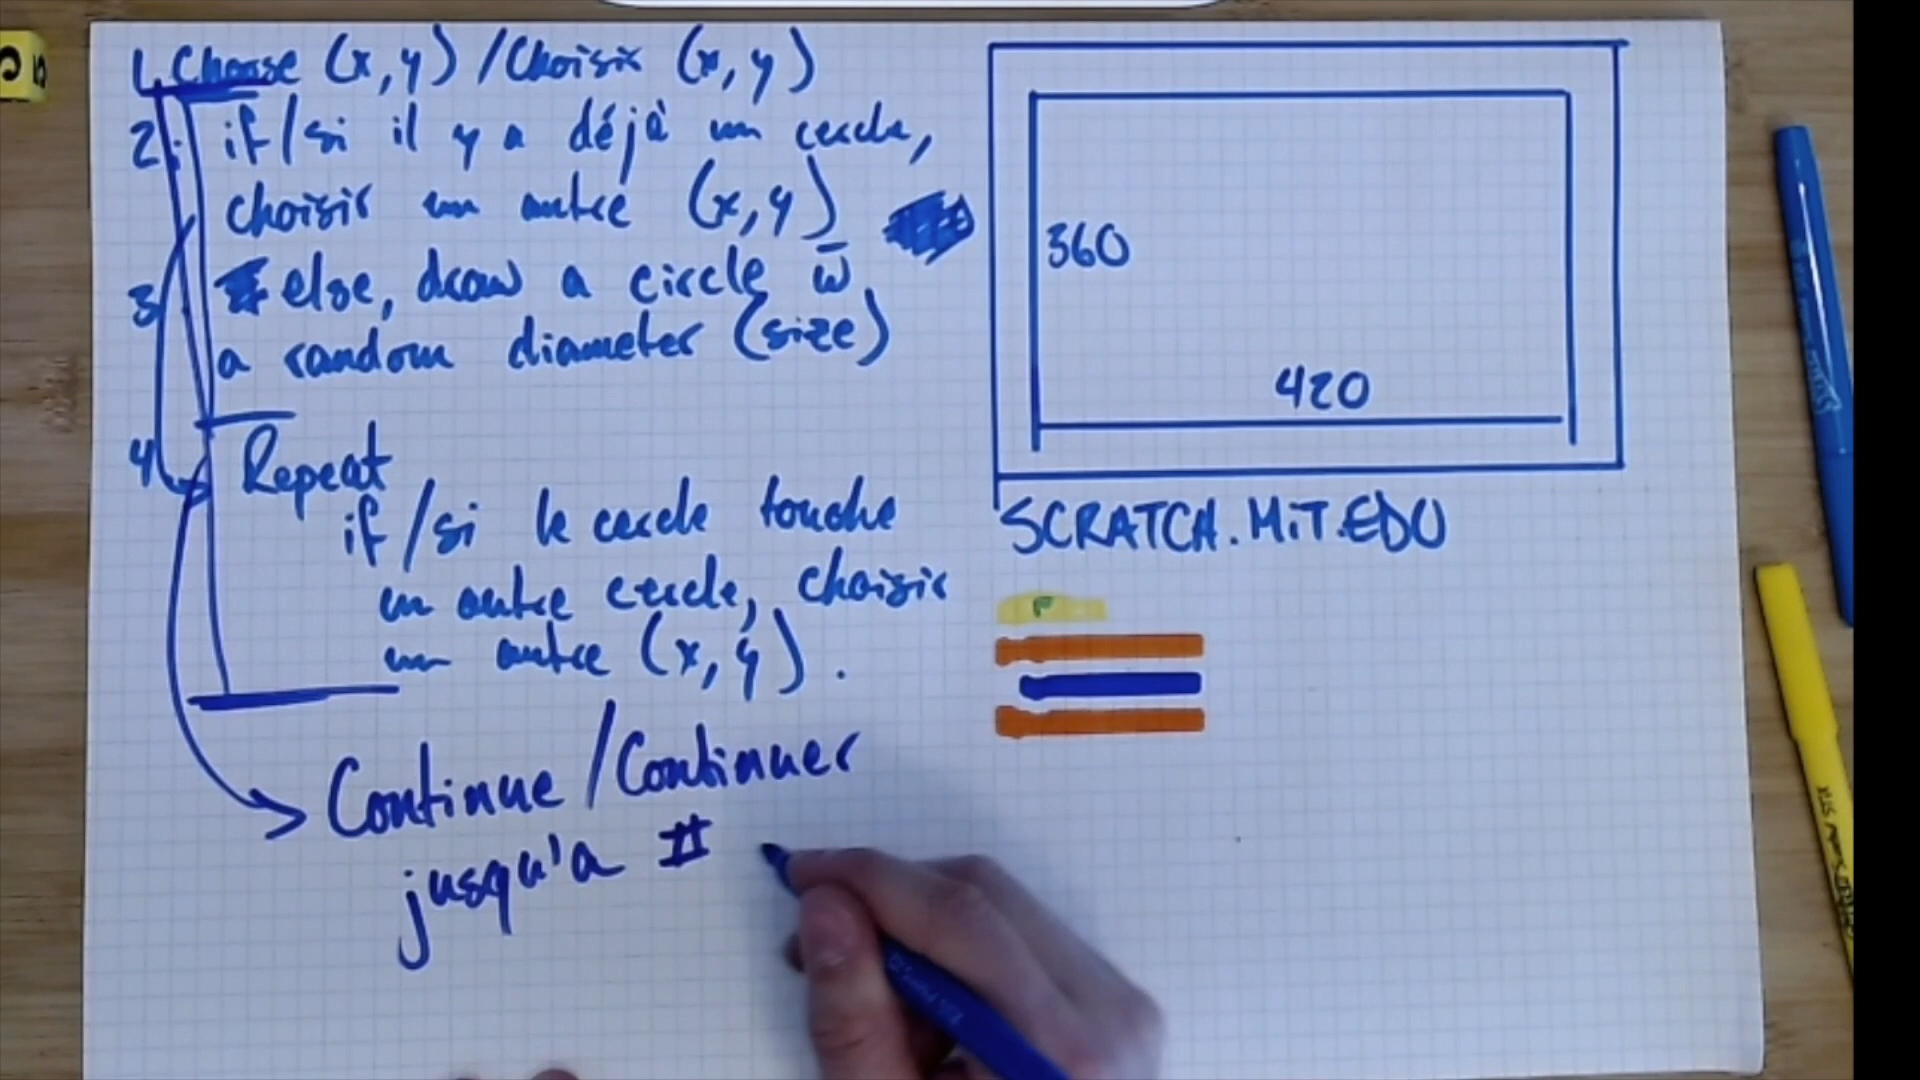 1. Choose (x, y) / Choisir (x, y)
2. if / si il y a déjà un cercle,
choisir un autre (x, y)
3. else, draw a circle w̄
a random diameter (size)
4. Repeat
if / si le cercle touche
un autre cercle, choisir
un autre (x, y).
Continue / Continuer
jusqu'a #
360
420
SCRATCH.MiT.EDU